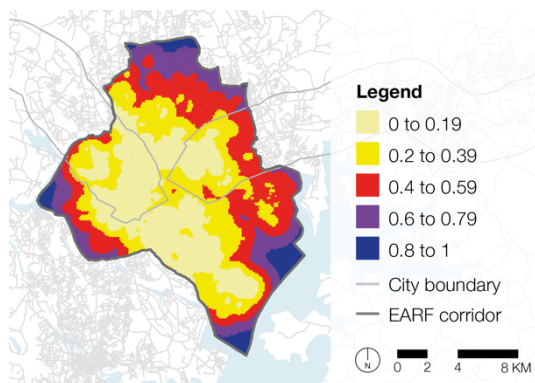 Legend
0 to 0.19
0.2 to 0.39
0.4 to 0.59
0.6 to 0.79
0.8 to 1
City boundary
EARF corridor
N
0 2 4 8 KM